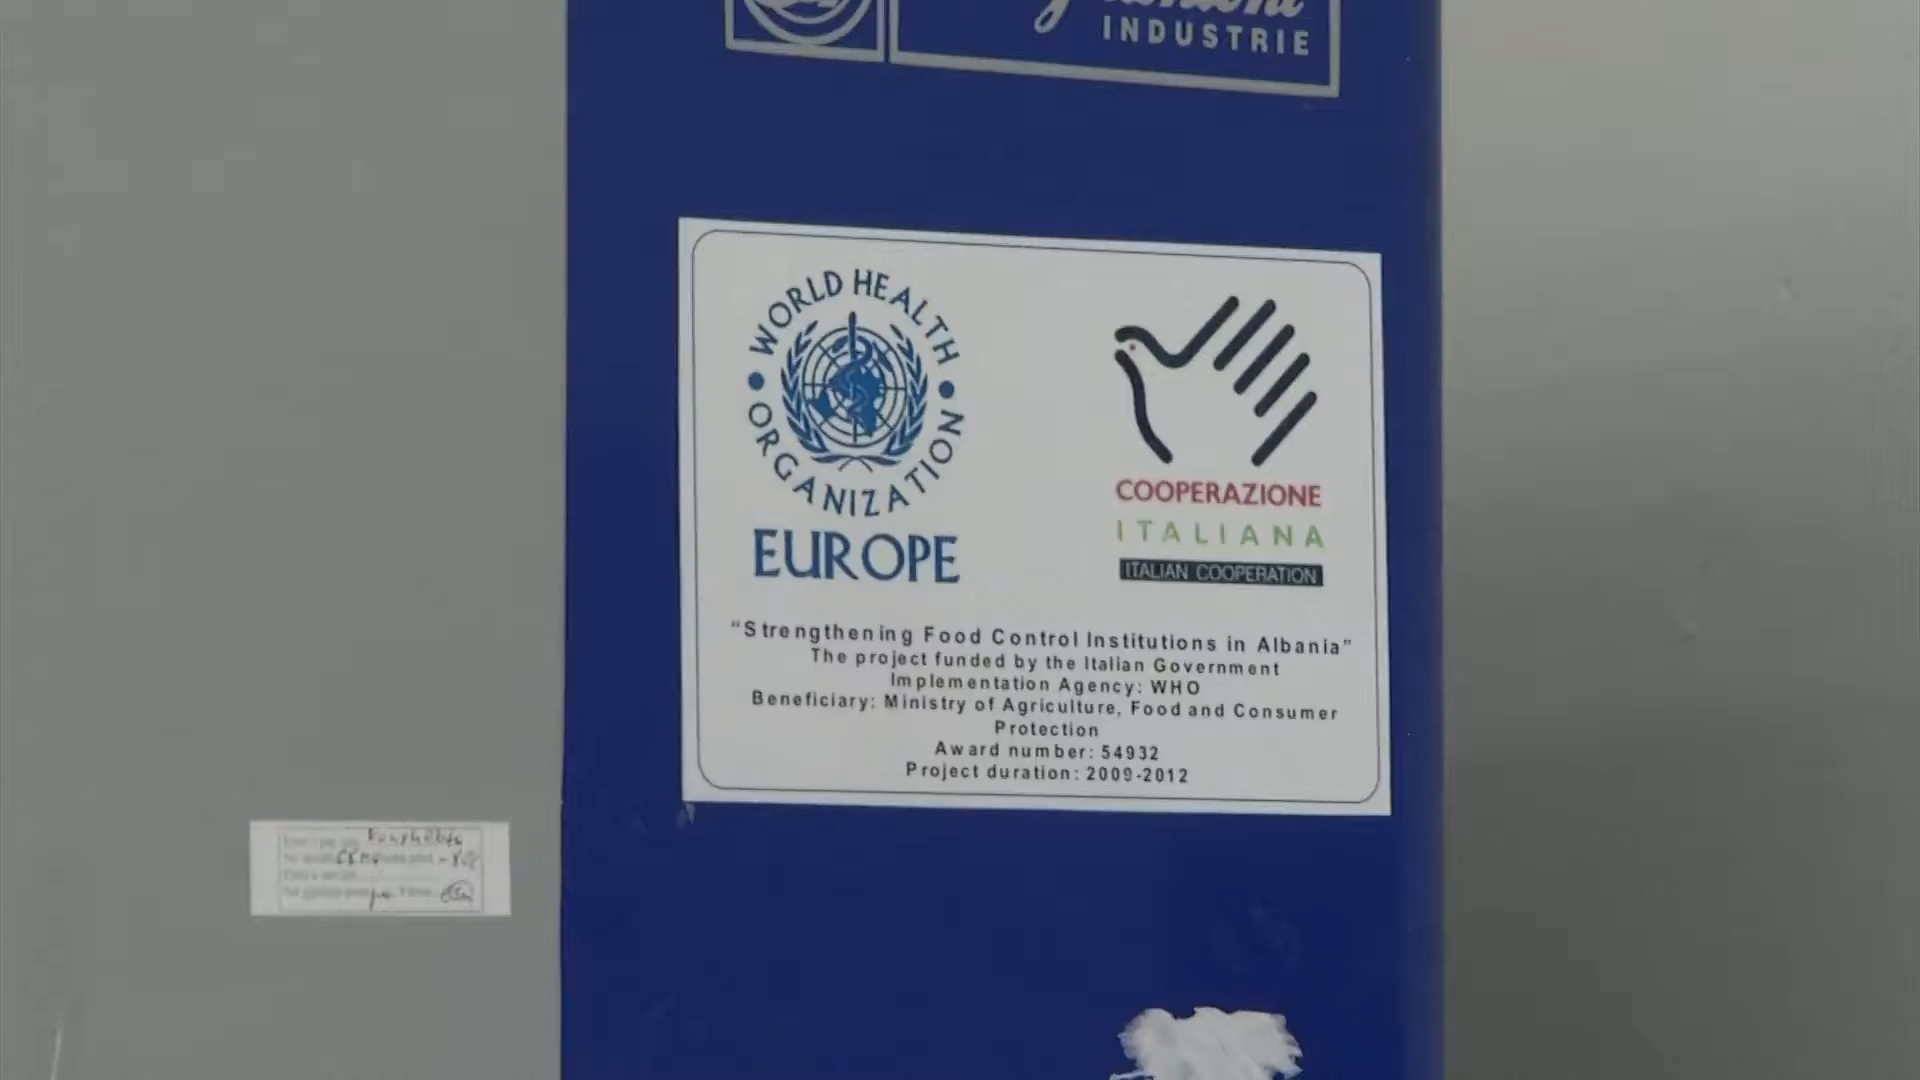 INDUSTRIE
WORLD HEALTH
ORGANIZATION
EUROPE
COOPERAZIONE
ITALIANA
ITALIAN COOPERATION
"Strengthening Food Control Institutions in Albania"
The project funded by the Italian Government
Implementation Agency: WHO
Beneficiary: Ministry of Agriculture, Food and Consumer
Protection
Award number: 54932
Project duration: 2009-2012